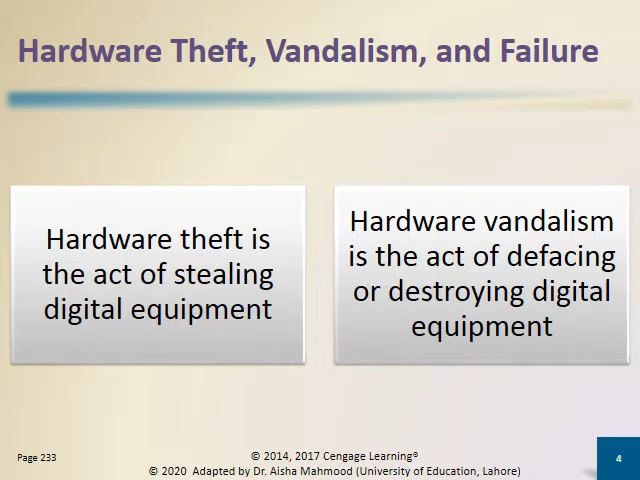 Hardware Theft, Vandalism, and Failure
Hardware theft is
the act of stealing
digital equipment
Hardware vandalism
is the act of defacing
or destroying digital
equipment
Page 233
© 2014, 2017 Cengage Learning®
© 2020  Adapted by Dr. Aisha Mahmood (University of Education, Lahore)
4